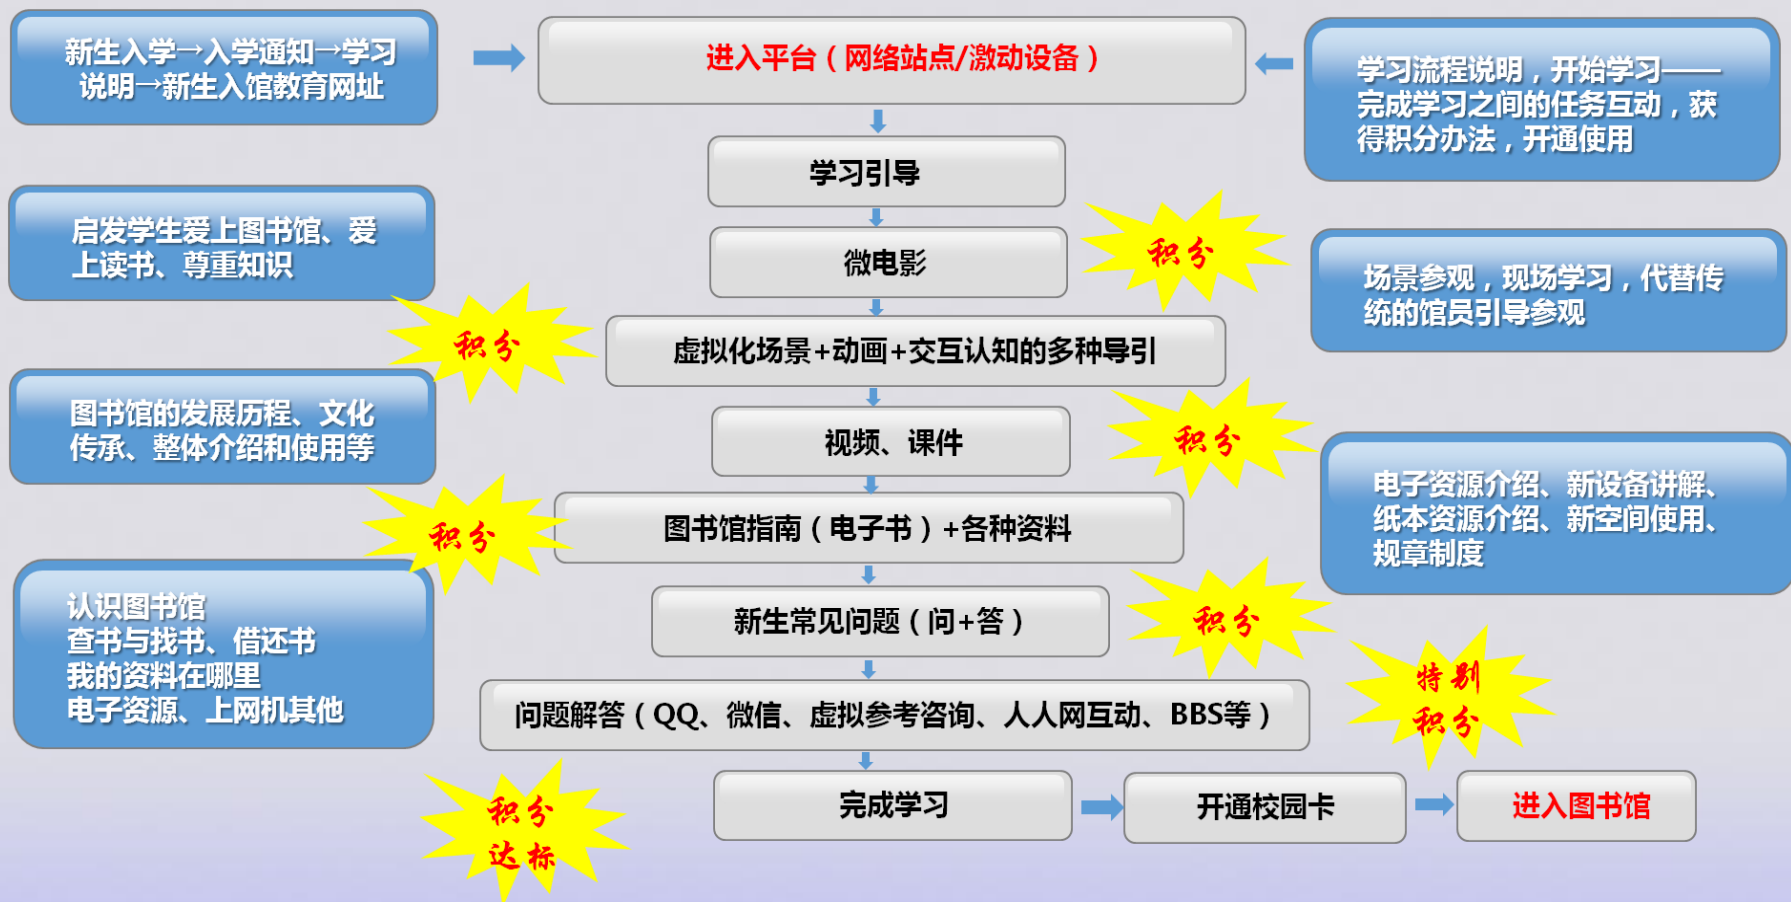 新生入学→入学通知→学习
说明→新生入馆教育网址
进入平台（网络站点/激动设备）
学习流程说明，开始学习——
完成学习之间的任务互动，获
得积分办法，开通使用
学习引导
启发学生爱上图书馆、爱
上读书、尊重知识
微电影
积分
场景参观，现场学习，代替传
统的馆员引导参观
积分
虚拟化场景+动画+交互认知的多种导引
图书馆的发展历程、文化
传承、整体介绍和使用等
视频、课件
积分
电子资源介绍、新设备讲解、
纸本资源介绍、新空间使用、
规章制度
积分
图书馆指南（电子书）+各种资料
认识图书馆
查书与找书、借还书
我的资料在哪里
电子资源、上网机其他
新生常见问题（问+答）
积分
特别
积分
问题解答（QQ、微信、虚拟参考咨询、人人网互动、BBS等）
积分
达标
完成学习
开通校园卡
进入图书馆